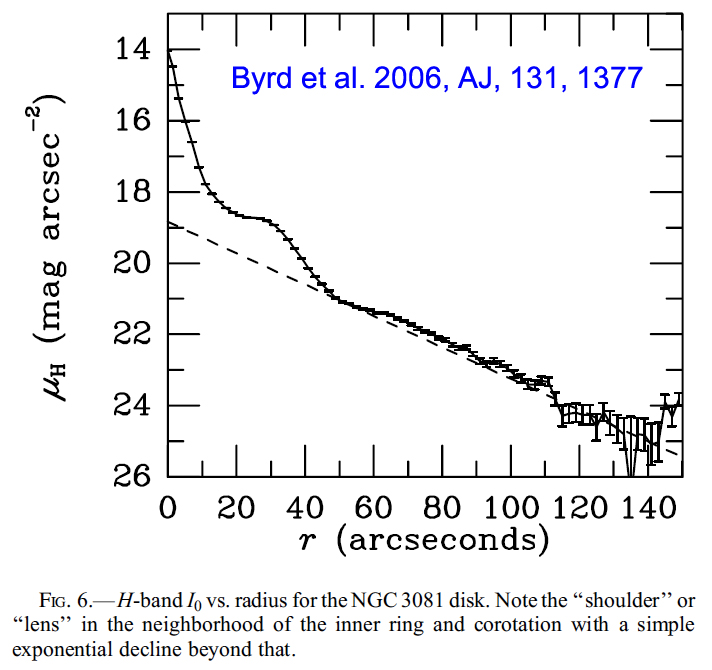 14
Byrd et al. 2006, AJ, 131, 1377
16
18
20
22
24
26
μH (mag arcsec−2)
0 20 40 60 80 100 120 140
r (arcseconds)
FIG. 6.—H-band I0 vs. radius for the NGC 3081 disk. Note the “shoulder” or
“lens” in the neighborhood of the inner ring and corotation with a simple
exponential decline beyond that.